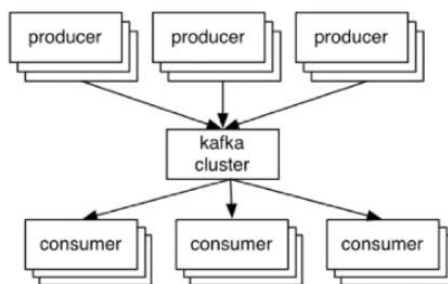 producer
producer
producer
kafka
cluster
consumer
consumer
consumer